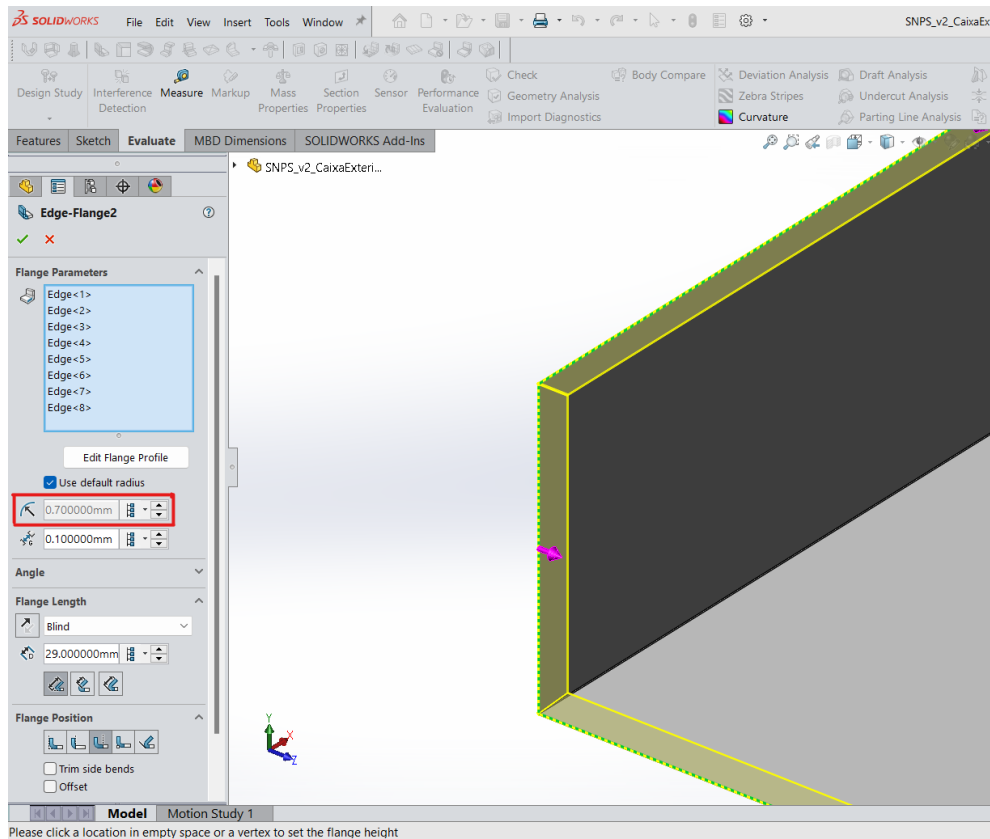 SOLIDWORKS File Edit View Insert Tools Window SNPS_v2_CaixaEx
Design Study Interference Detection Measure Markup Mass Properties Section Properties Sensor Performance Evaluation Check Body Compare Deviation Analysis Draft Analysis
Geometry Analysis Zebra Stripes Undercut Analysis
Import Diagnostics Curvature Parting Line Analysis
Features Sketch Evaluate MBD Dimensions SOLIDWORKS Add-Ins
SNPS_v2_CaixaExteri...
Edge-Flange2
Flange Parameters
Edge<1>
Edge<2>
Edge<3>
Edge<4>
Edge<5>
Edge<6>
Edge<7>
Edge<8>
Edit Flange Profile
Use default radius
0.700000mm
0.100000mm
Angle
Flange Length
Blind
29.000000mm
Flange Position
Trim side bends
Offset
Y
X
Z
Model Motion Study 1
Please click a location in empty space or a vertex to set the flange height